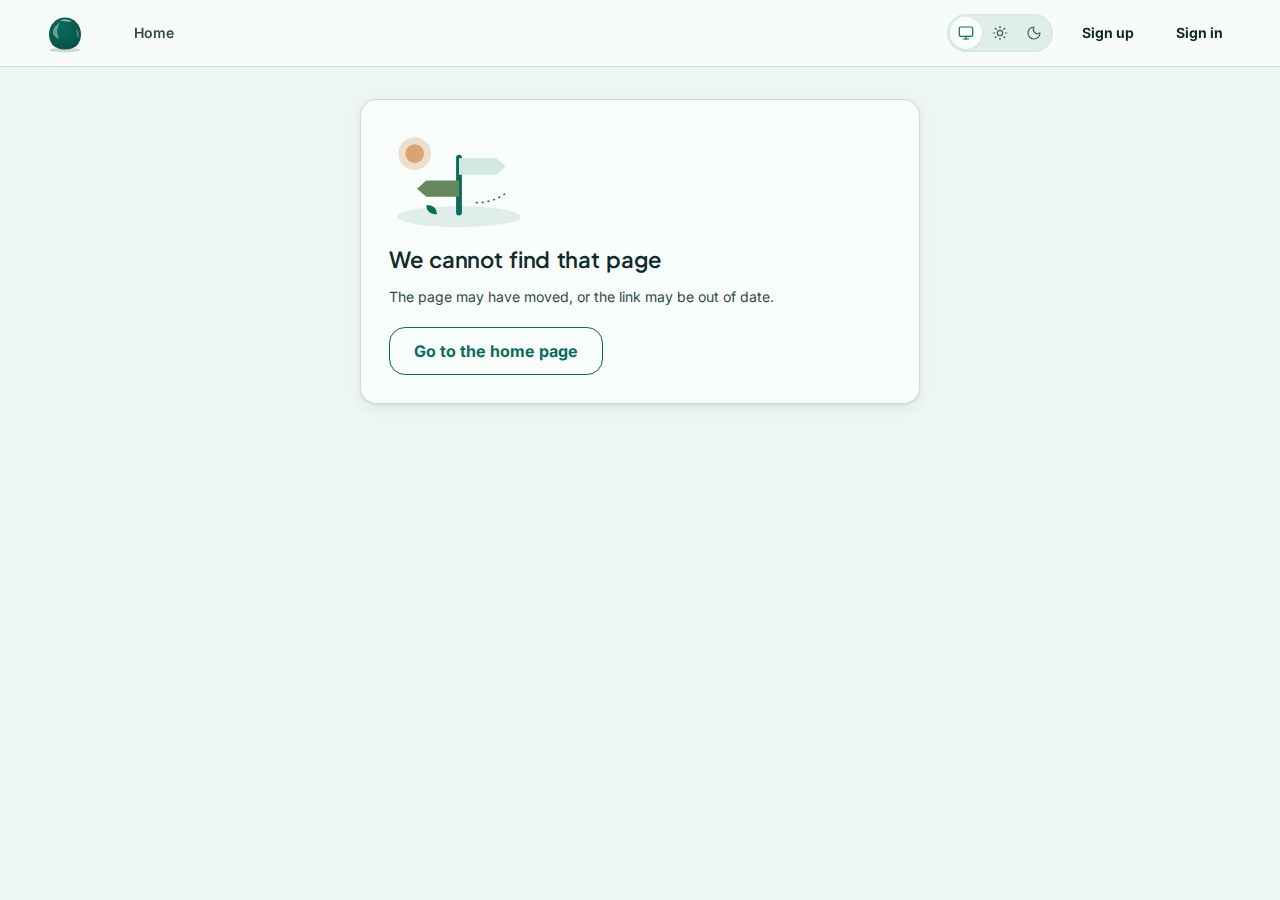 Home
Sign up
Sign in
We cannot find that page
The page may have moved, or the link may be out of date.
Go to the home page